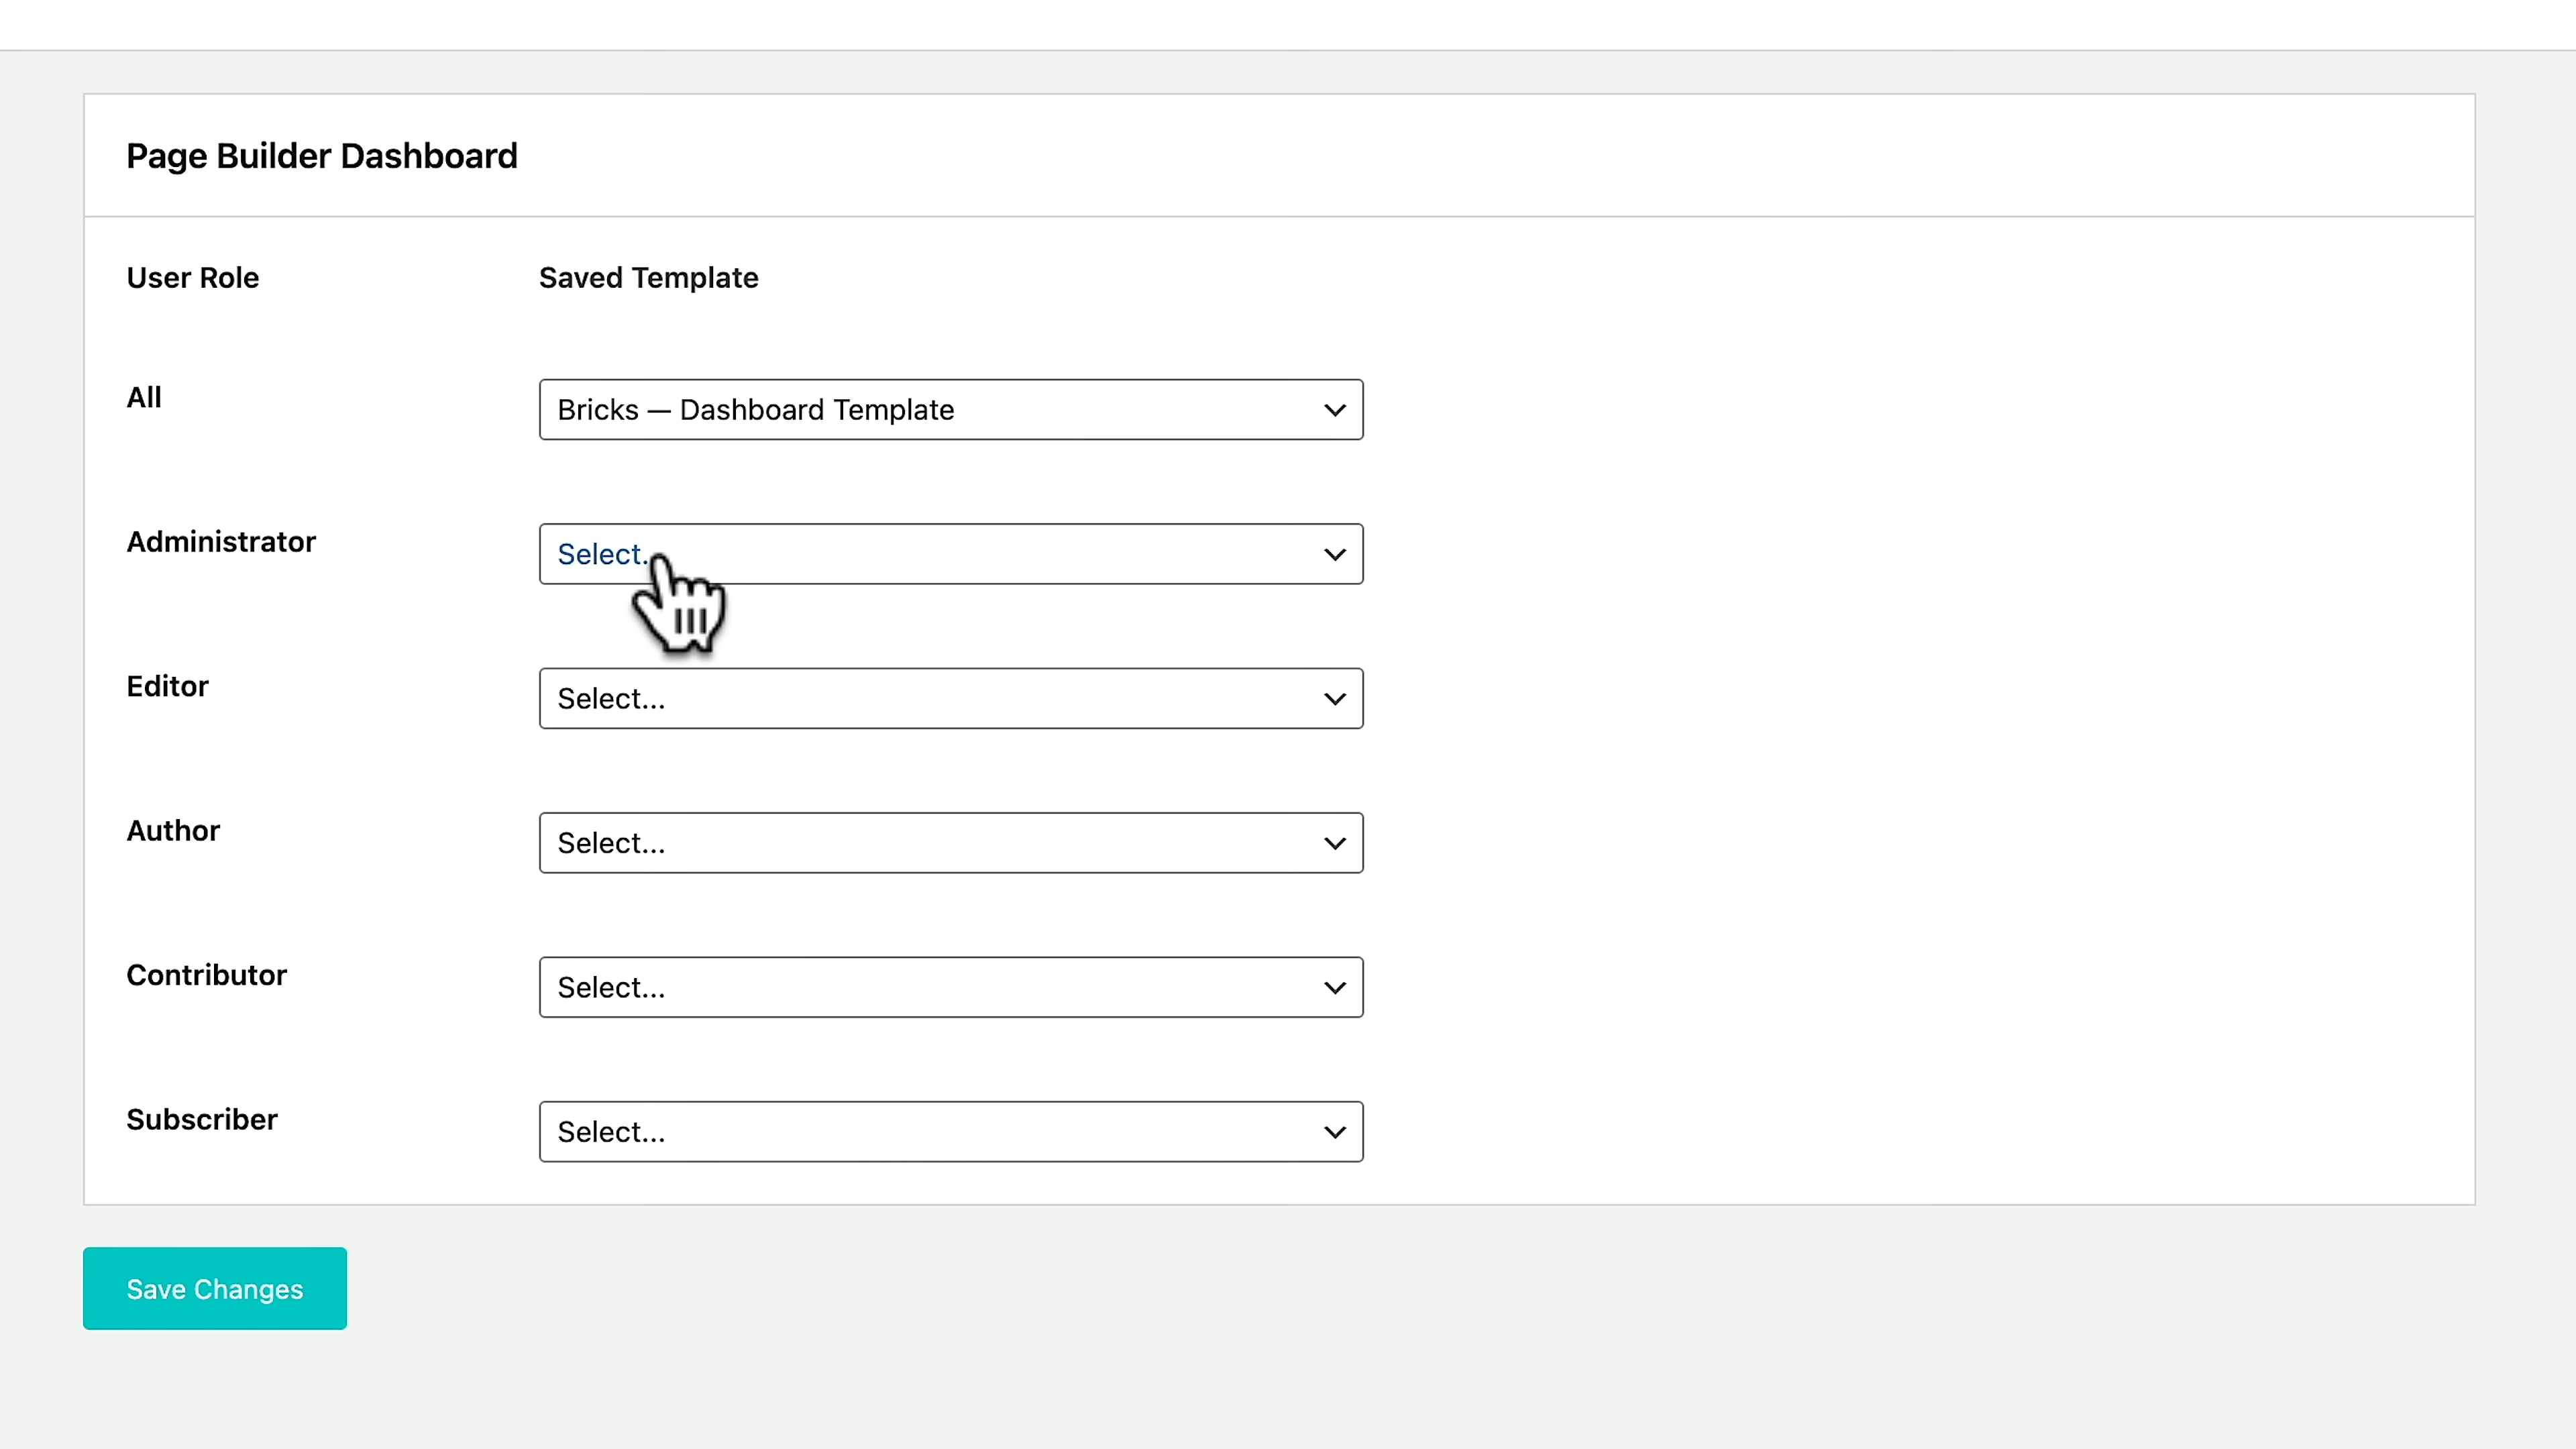 Page Builder Dashboard
User Role
Saved Template
All
Bricks — Dashboard Template
Administrator
Select.
Editor
Select...
Author
Select...
Contributor
Select...
Subscriber
Select...
Save Changes